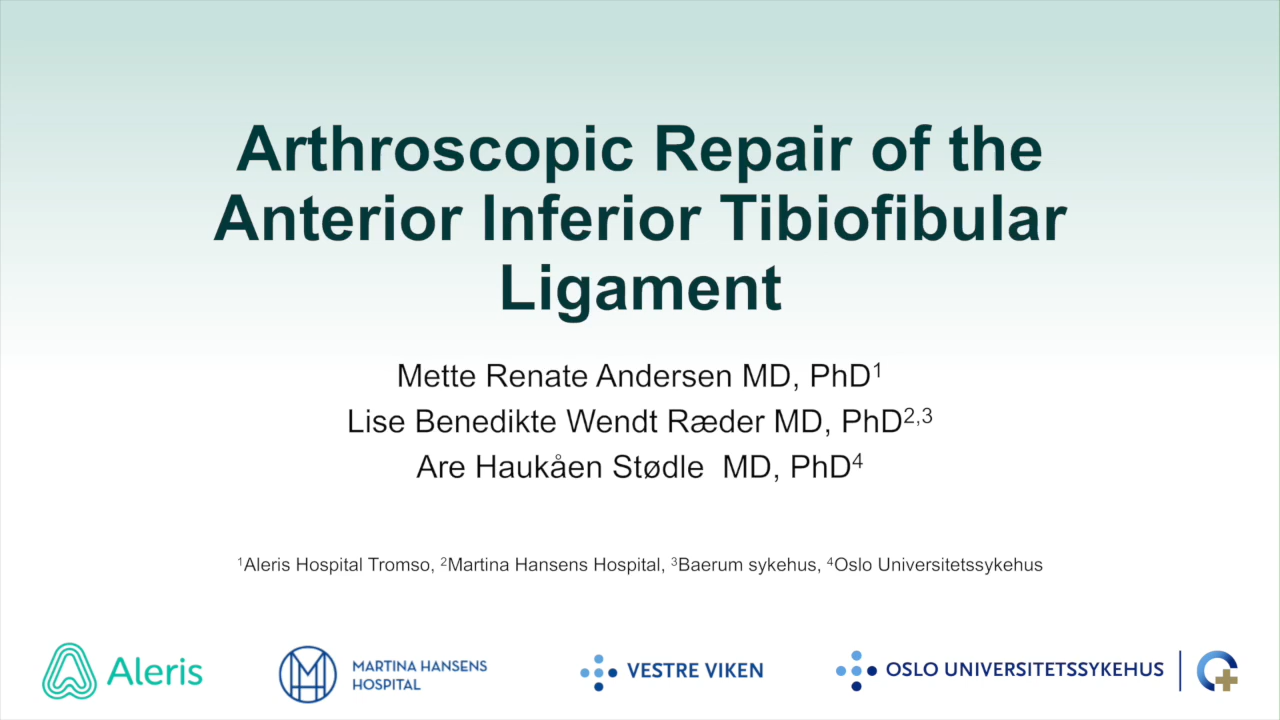 Arthroscopic Repair of the
Anterior Inferior Tibiofibular
Ligament
Mette Renate Andersen MD, PhD¹
Lise Benedikte Wendt Ræder MD, PhD²,³
Are Haukåen Stødle  MD, PhD⁴
¹Aleris Hospital Tromso, ²Martina Hansens Hospital, ³Baerum sykehus, ⁴Oslo Universitetssykehus
Aleris
MARTINA HANSENS
HOSPITAL
VESTRE VIKEN
OSLO UNIVERSITETSSYKEHUS